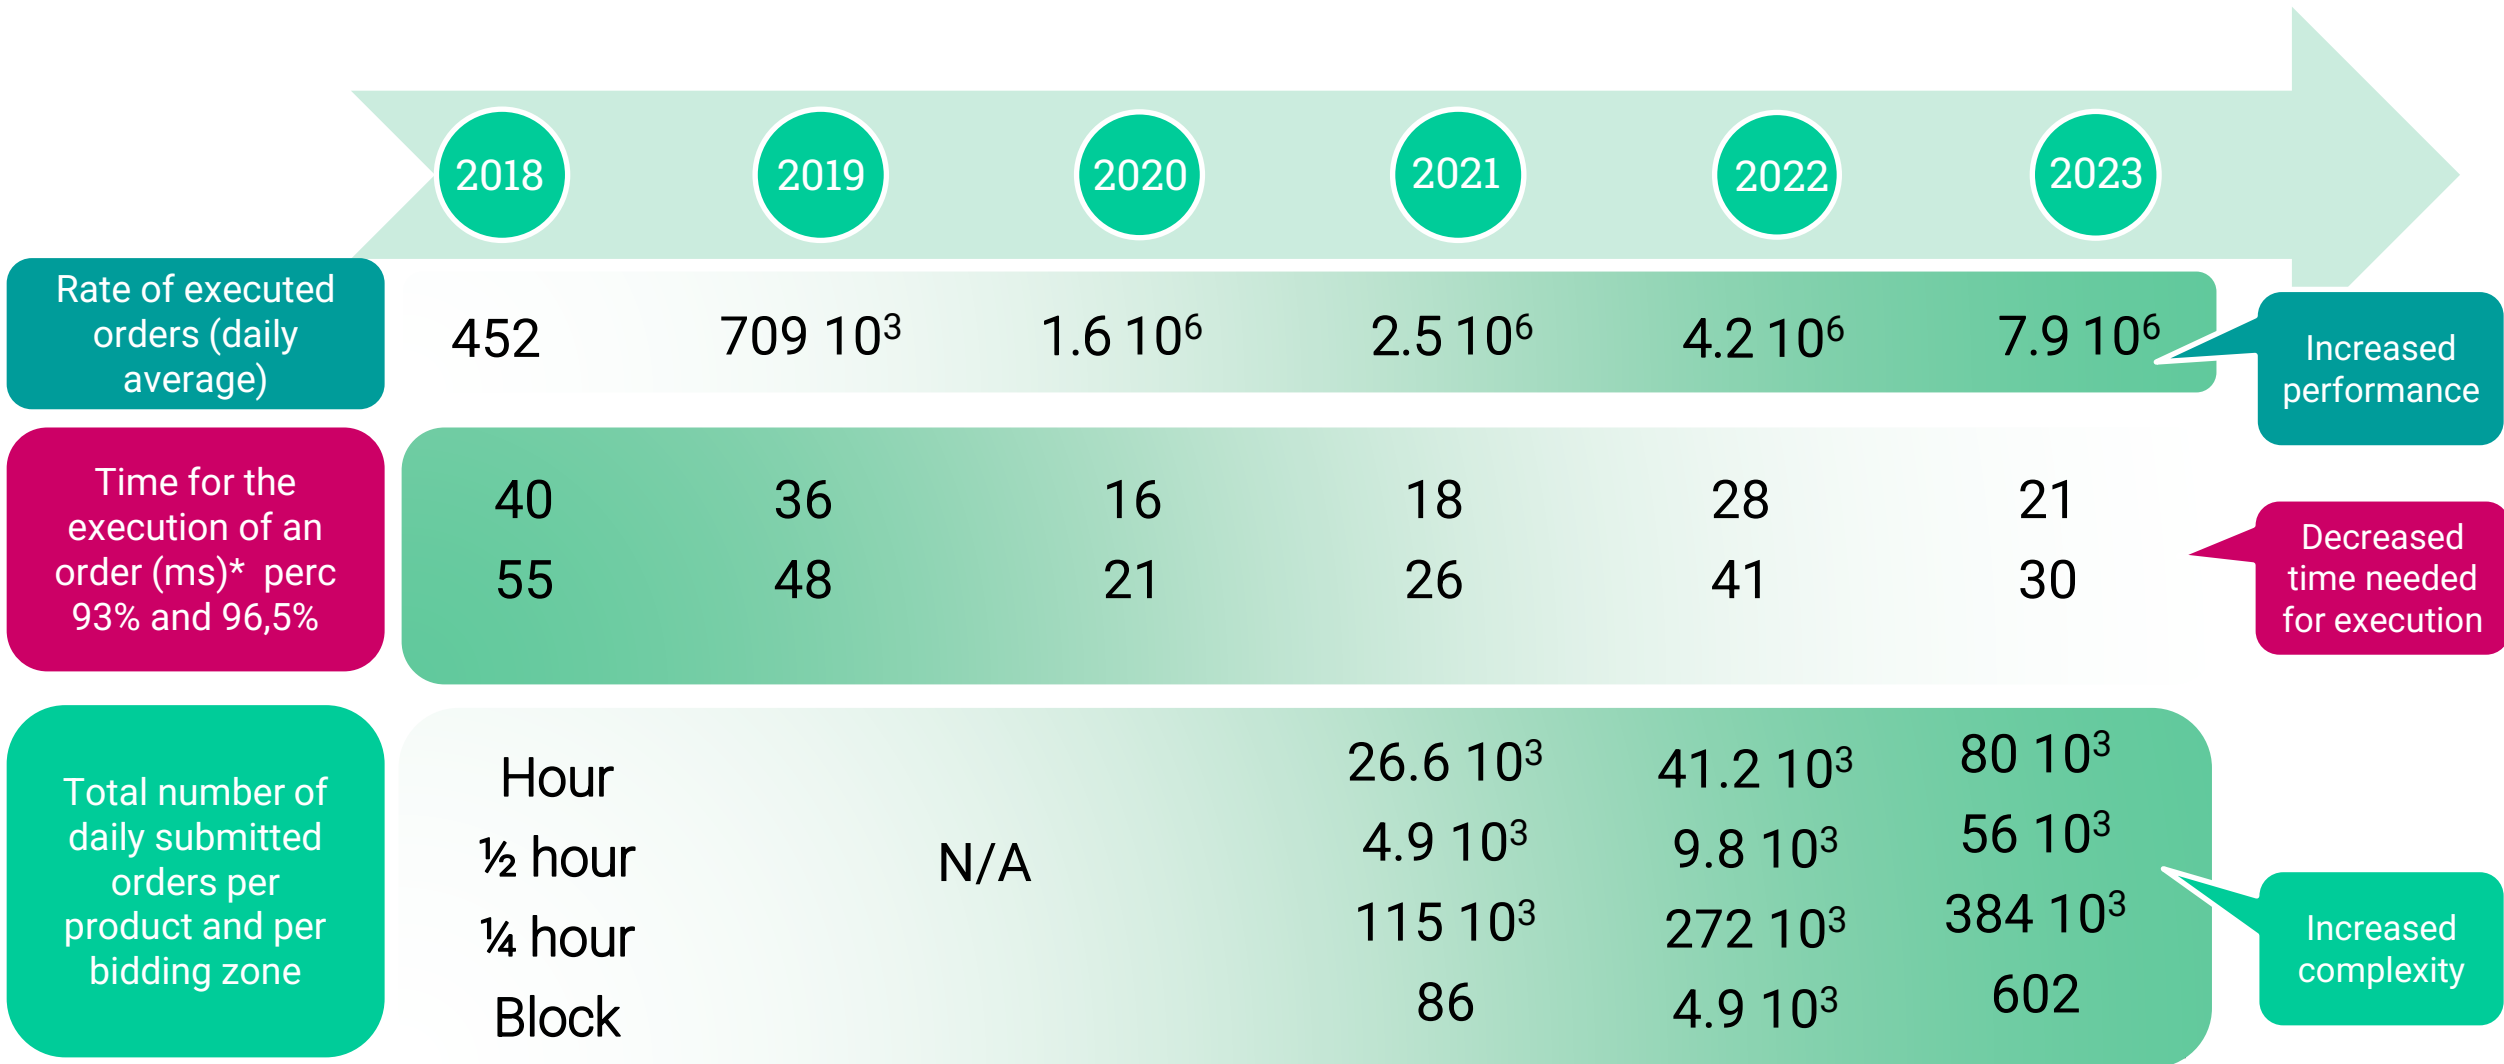 2018 2019 2020 2021 2022 2023
Rate of executed
orders (daily
average)
452 709 10³ 1.6 10⁶ 2.5 10⁶ 4.2 10⁶ 7.9 10⁶
Increased
performance
Time for the
execution of an
order (ms)* perc
93% and 96,5%
40 36 16 18 28 21
55 48 21 26 41 30
Decreased
time needed
for execution
Total number of
daily submitted
orders per
product and per
bidding zone
Hour 26.6 10³ 41.2 10³ 80 10³
½ hour N/A 4.9 10³ 9.8 10³ 56 10³
¼ hour 115 10³ 272 10³ 384 10³
Block 86 4.9 10³ 602
Increased
complexity